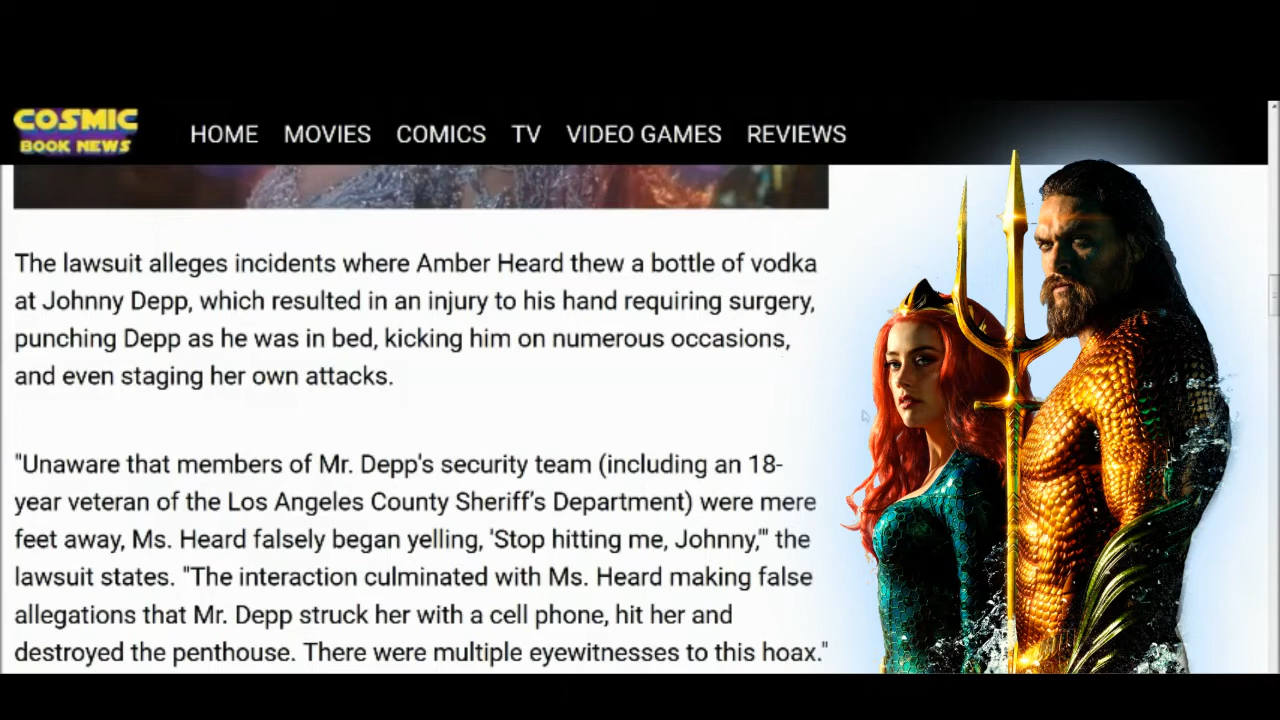 COSMIC
BOOK NEWS
HOME MOVIES COMICS TV VIDEO GAMES REVIEWS
The lawsuit alleges incidents where Amber Heard thew a bottle of vodka
at Johnny Depp, which resulted in an injury to his hand requiring surgery,
punching Depp as he was in bed, kicking him on numerous occasions,
and even staging her own attacks.
"Unaware that members of Mr. Depp's security team (including an 18-
year veteran of the Los Angeles County Sheriff’s Department) were mere
feet away, Ms. Heard falsely began yelling, 'Stop hitting me, Johnny,'" the
lawsuit states. "The interaction culminated with Ms. Heard making false
allegations that Mr. Depp struck her with a cell phone, hit her and
destroyed the penthouse. There were multiple eyewitnesses to this hoax."